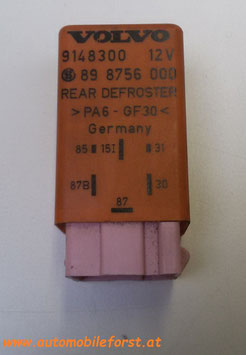 VOLVO
9148300 12V
89 8756 000
REAR DEFROSTER
>PA6-GF30<
Germany
85 15I 31
87B 30
87
www.automobileforst.at